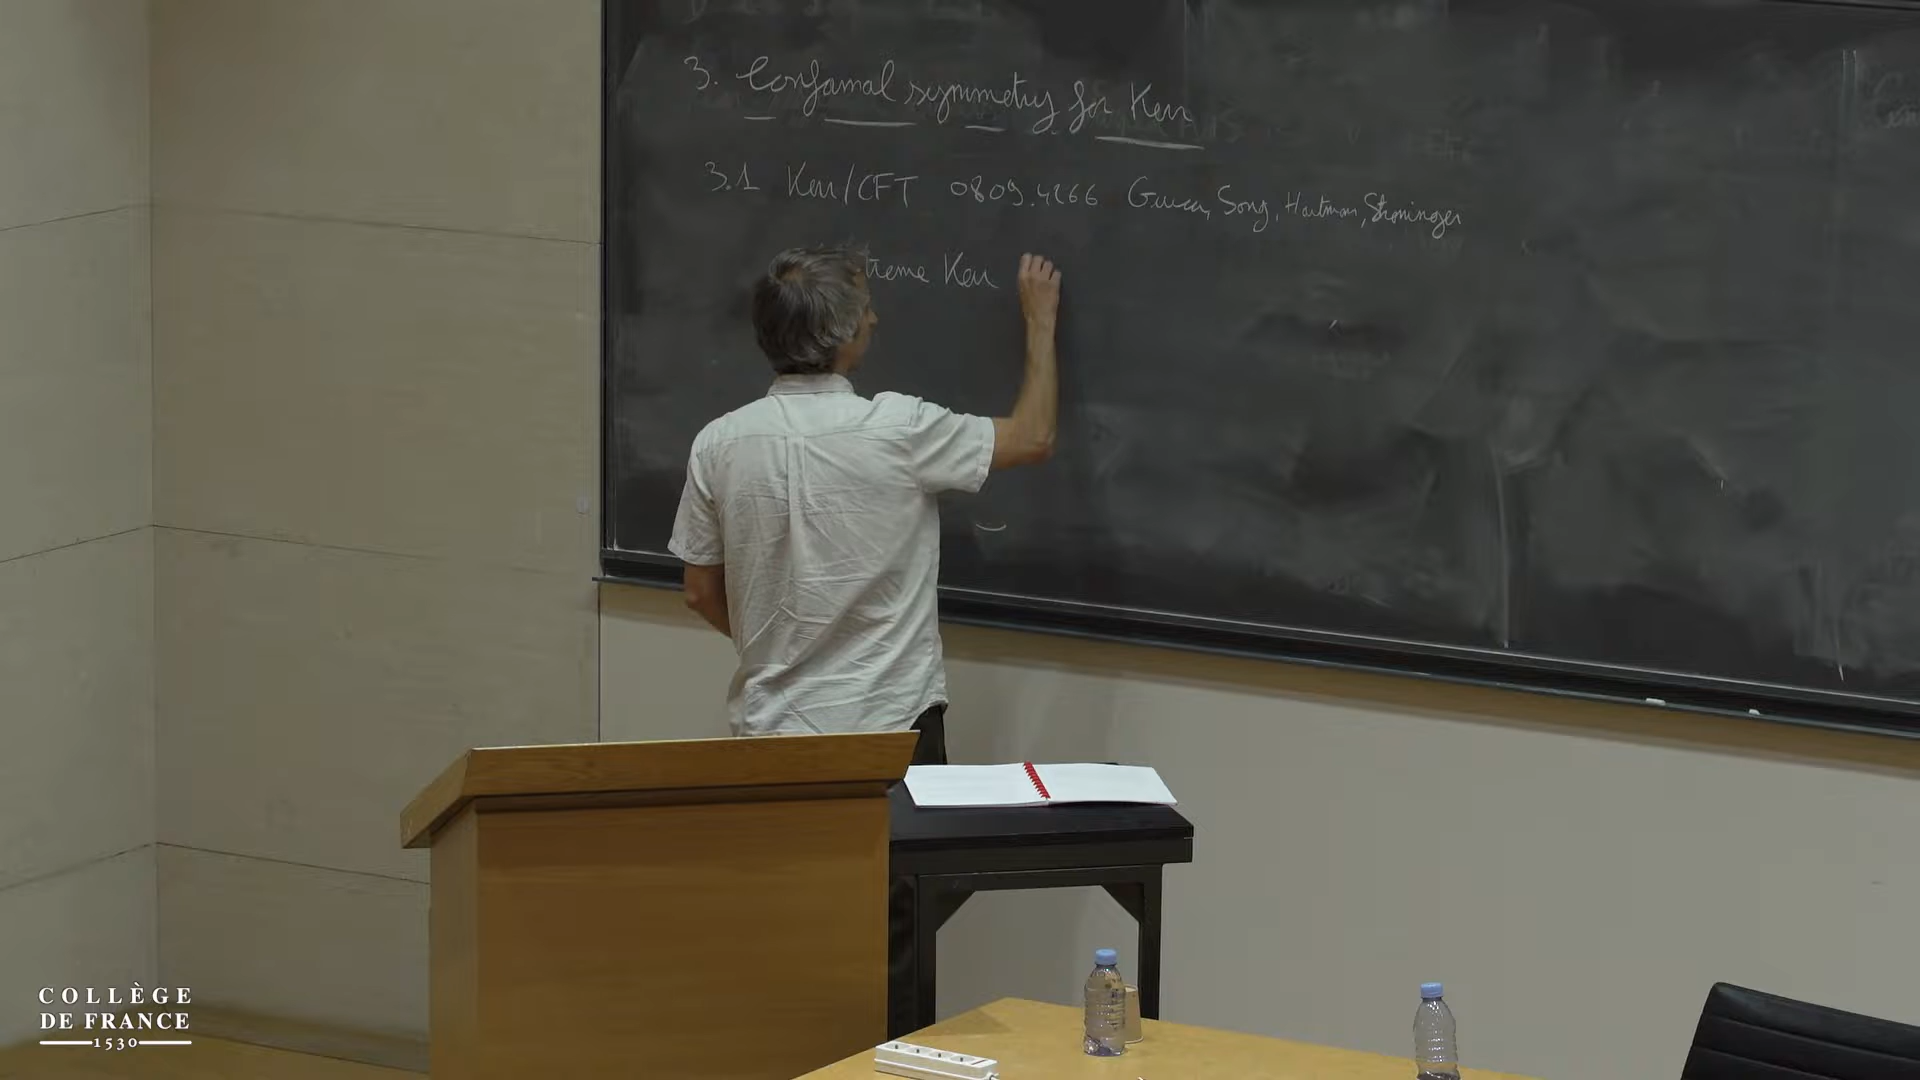 3. Conformal symmetry for Kerr
3.1 Kerr/CFT 0809.4266 Guica, Song, Hartman, Strominger
treme Kerr
COLLÈGE
DE FRANCE
1530